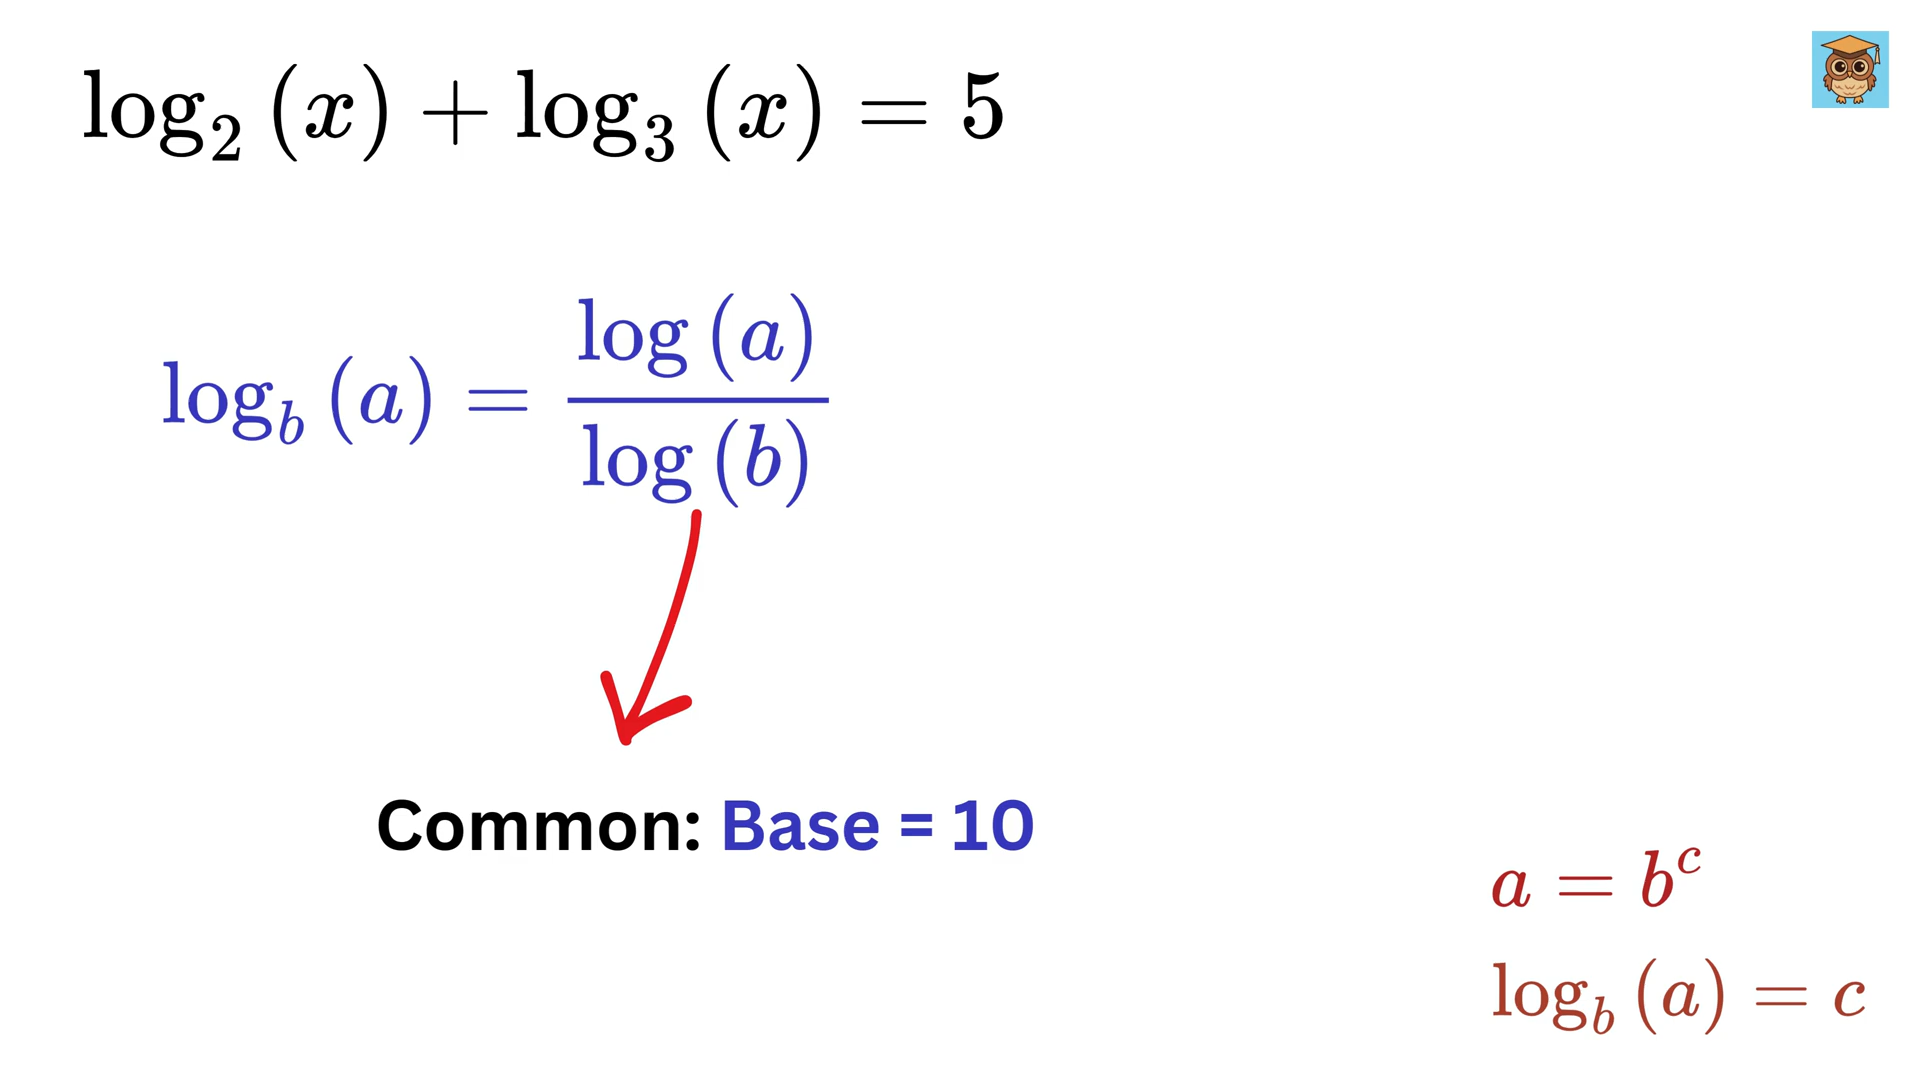 log₂ (x) + log₃ (x) = 5
log_b (a) = log (a) / log (b)
Common: Base = 10
a = b^c
log_b (a) = c